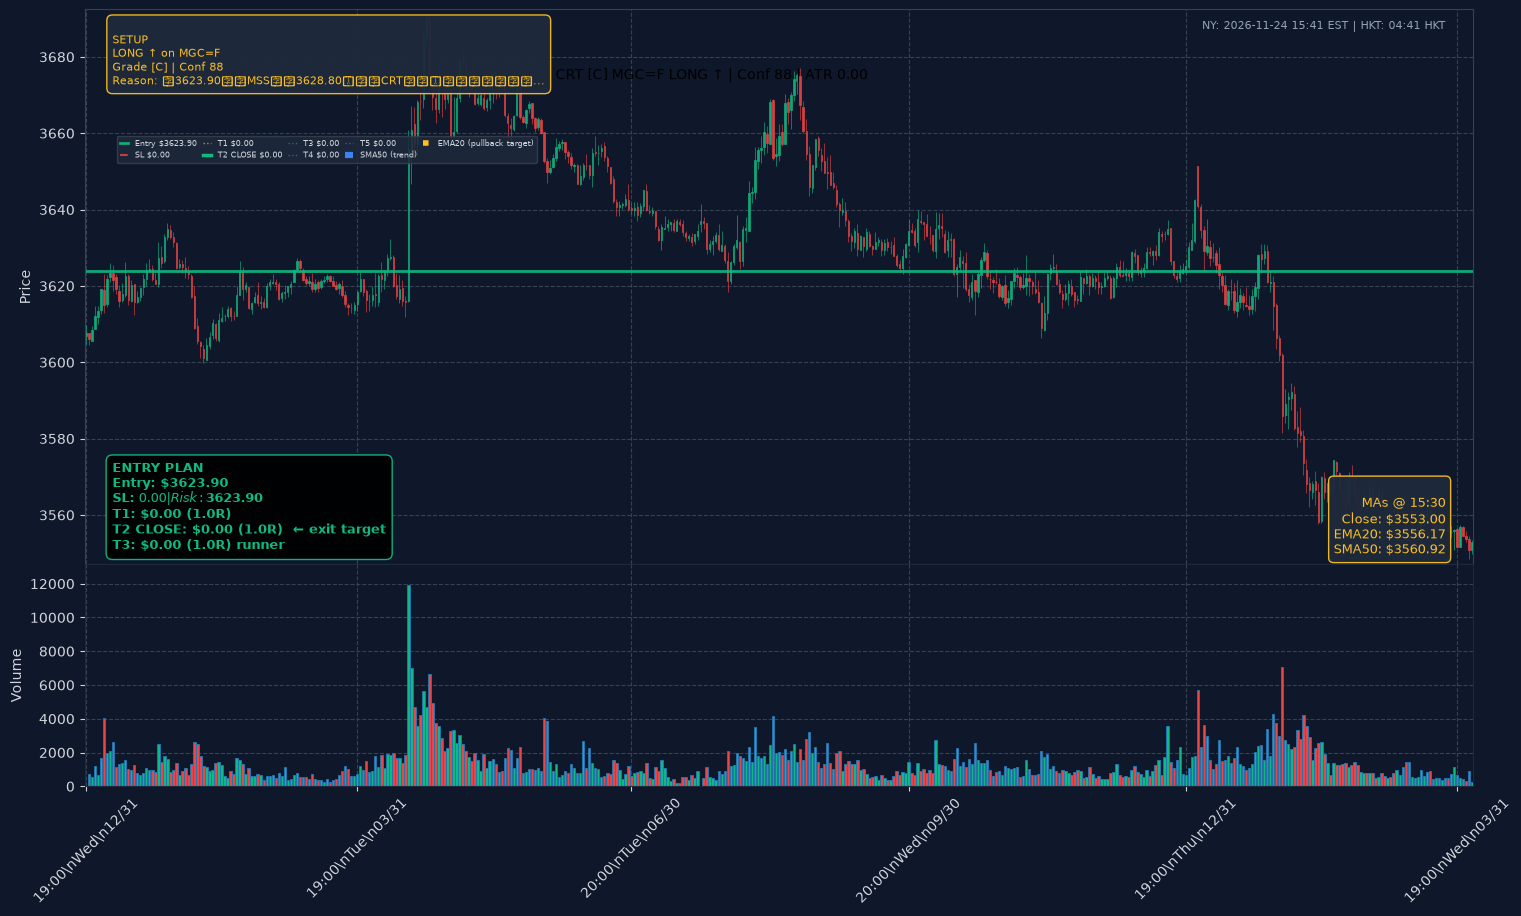 NY: 2026-11-24 15:41 EST | HKT: 04:41 HKT
SETUP
LONG ↑ on MGC=F
Grade [C] | Conf 88
Reason: 3623.90 MSS 3628.80 CRT ...
CRT [C] MGC=F LONG ↑ | Conf 88 | ATR 0.00
Entry $3623.90 T1 $0.00 T3 $0.00 T5 $0.00 EMA20 (pullback target)
SL $0.00 T2 CLOSE $0.00 T4 $0.00 SMA50 (trend)
Price
3680
3660
3640
3620
3600
3580
3560
ENTRY PLAN
Entry: $3623.90
SL: 0.00|Risk: 3623.90
T1: $0.00 (1.0R)
T2 CLOSE: $0.00 (1.0R) ← exit target
T3: $0.00 (1.0R) runner
MAs @ 15:30
Close: $3553.00
EMA20: $3556.17
SMA50: $3560.92
Volume
12000
10000
8000
6000
4000
2000
0
19:00\nWed\n12/31
19:00\nTue\n03/31
20:00\nTue\n06/30
20:00\nWed\n09/30
19:00\nThu\n12/31
19:00\nWed\n03/31